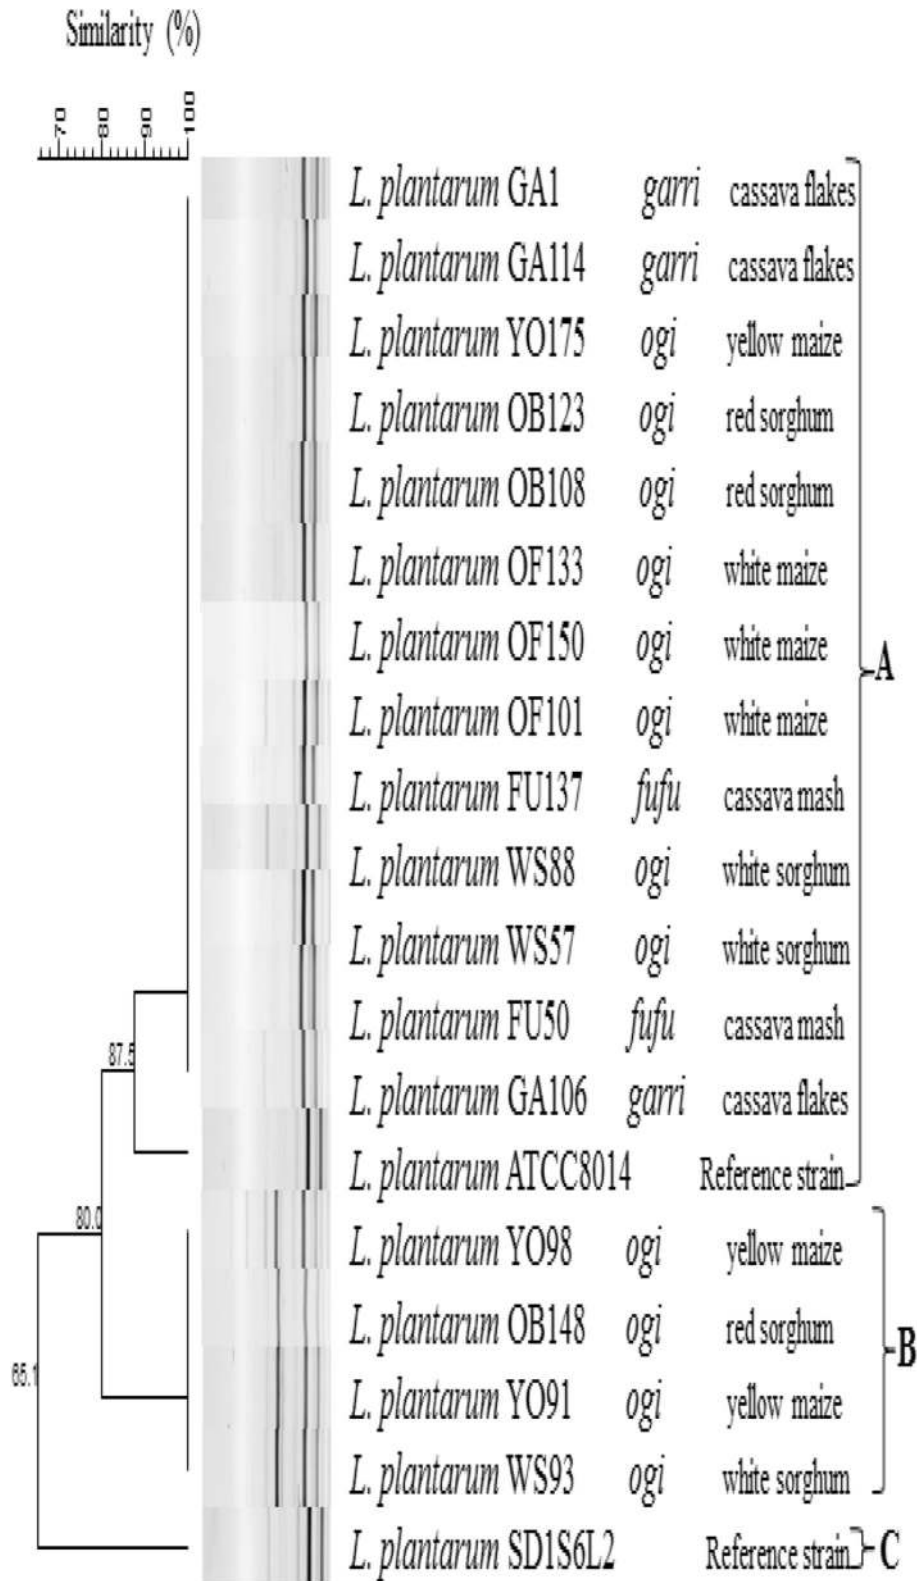 Similarity (%)
70 80 90 100
L. plantarum GA1 garri cassava flakes
L. plantarum GA114 garri cassava flakes
L. plantarum YO175 ogi yellow maize
L. plantarum OB123 ogi red sorghum
L. plantarum OB108 ogi red sorghum
L. plantarum OF133 ogi white maize
L. plantarum OF150 ogi white maize
A
L. plantarum OF101 ogi white maize
L. plantarum FU137 fufu cassava mash
L. plantarum WS88 ogi white sorghum
L. plantarum WS57 ogi white sorghum
L. plantarum FU50 fufu cassava mash
87.5
L. plantarum GA106 garri cassava flakes
L. plantarum ATCC8014 Reference strain
80.0
L. plantarum YO98 ogi yellow maize
L. plantarum OB148 ogi red sorghum
B
65.1
L. plantarum YO91 ogi yellow maize
L. plantarum WS93 ogi white sorghum
L. plantarum SD1S6L2 Reference strain C